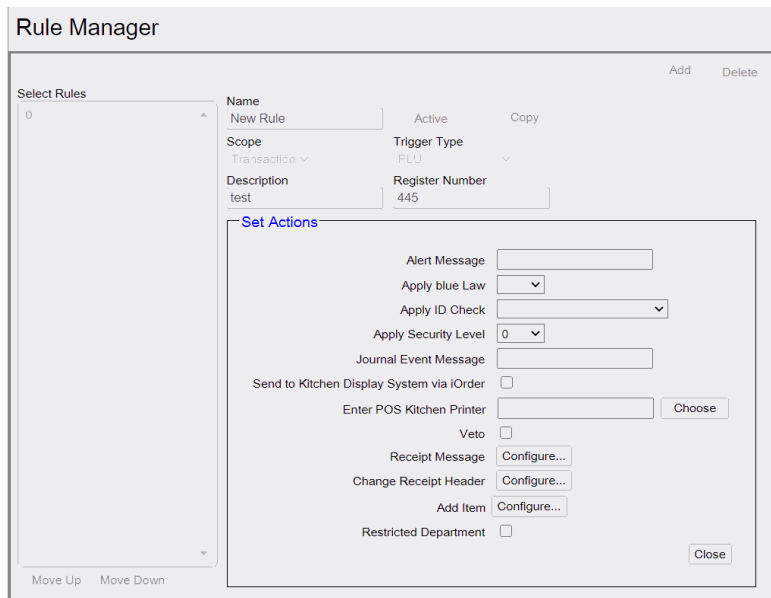 Rule Manager
Add Delete
Select Rules
0
Name
New Rule Active Copy
Scope Trigger Type
Transaction PLU
Description Register Number
test 445
Set Actions
Alert Message
Apply blue Law
Apply ID Check
Apply Security Level 0
Journal Event Message
Send to Kitchen Display System via iOrder
Enter POS Kitchen Printer Choose
Veto
Receipt Message Configure...
Change Receipt Header Configure...
Add Item Configure...
Restricted Department
Close
Move Up Move Down